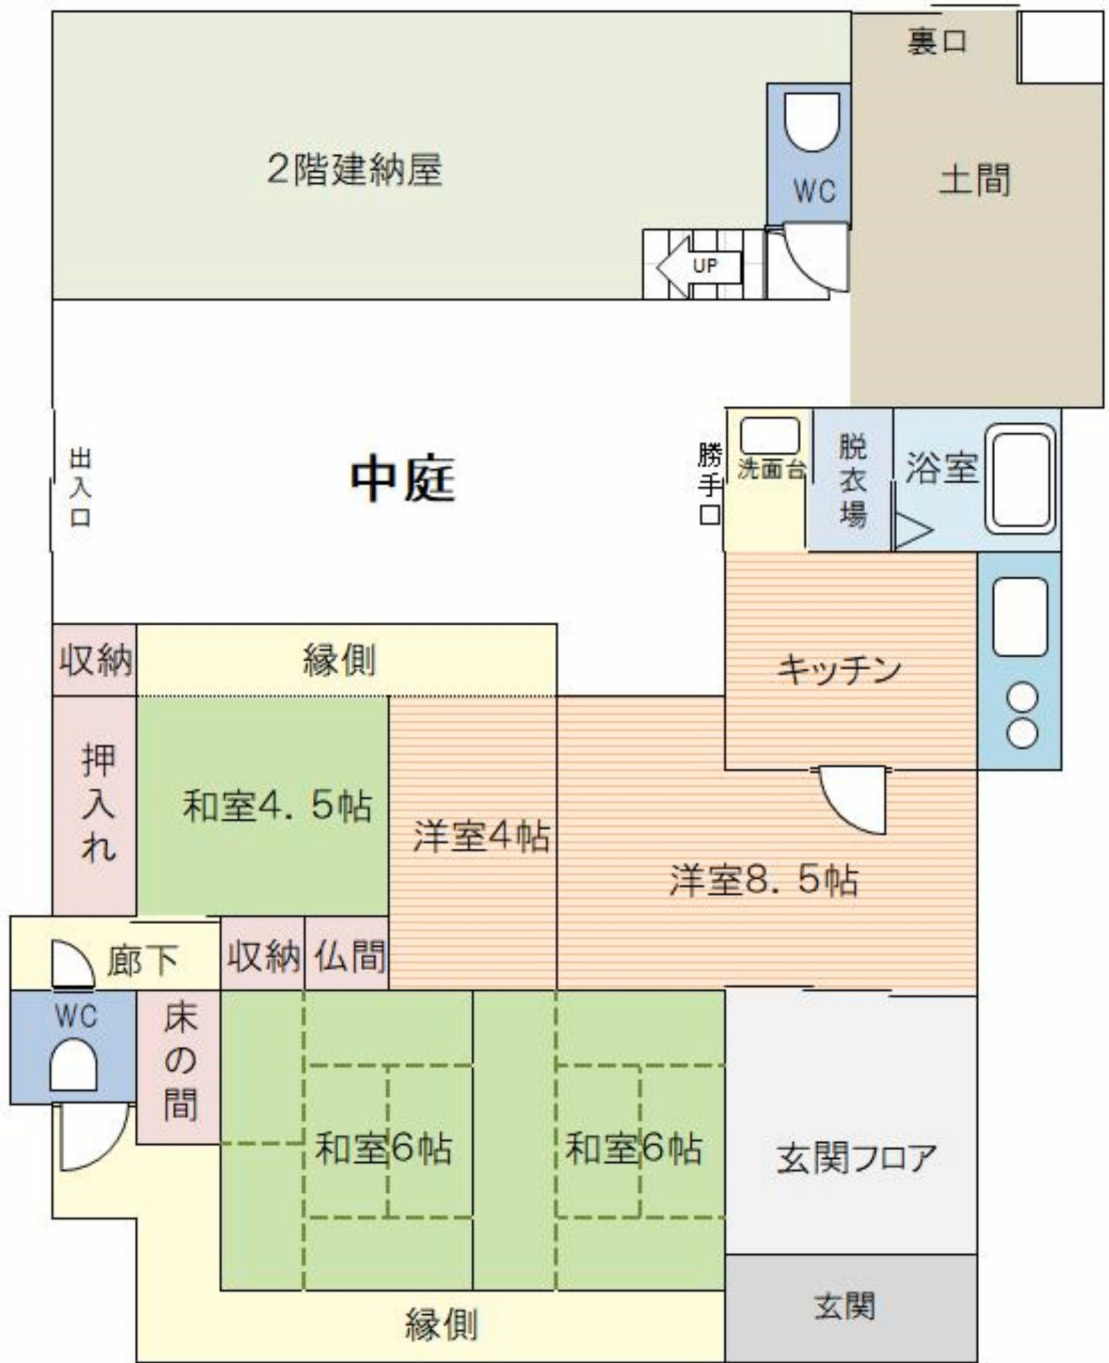 裏口
2階建納屋
WC
土間
UP
出入口
中庭
勝手口
洗面台
脱衣場
浴室
収納
縁側
キッチン
押入れ
和室4.5帖
洋室4帖
洋室8.5帖
廊下
収納
仏間
WC
床の間
和室6帖
和室6帖
玄関フロア
縁側
玄関